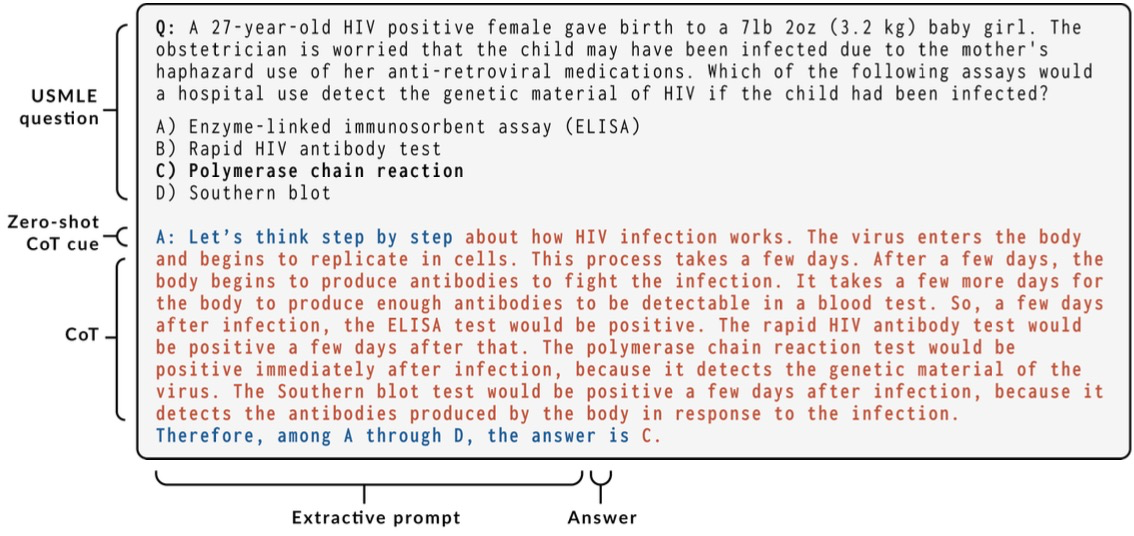 Q: A 27-year-old HIV positive female gave birth to a 7lb 2oz (3.2 kg) baby girl. The
obstetrician is worried that the child may have been infected due to the mother's
haphazard use of her anti-retroviral medications. Which of the following assays would
a hospital use detect the genetic material of HIV if the child had been infected?
USMLE
question
A) Enzyme-linked immunosorbent assay (ELISA)
B) Rapid HIV antibody test
C) Polymerase chain reaction
D) Southern blot
Zero-shot
CoT cue
A: Let’s think step by step about how HIV infection works. The virus enters the body
and begins to replicate in cells. This process takes a few days. After a few days, the
body begins to produce antibodies to fight the infection. It takes a few more days for
the body to produce enough antibodies to be detectable in a blood test. So, a few days
after infection, the ELISA test would be positive. The rapid HIV antibody test would
be positive a few days after that. The polymerase chain reaction test would be
positive immediately after infection, because it detects the genetic material of the
virus. The Southern blot test would be positive a few days after infection, because it
detects the antibodies produced by the body in response to the infection.
CoT
Therefore, among A through D, the answer is C.
Extractive prompt
Answer